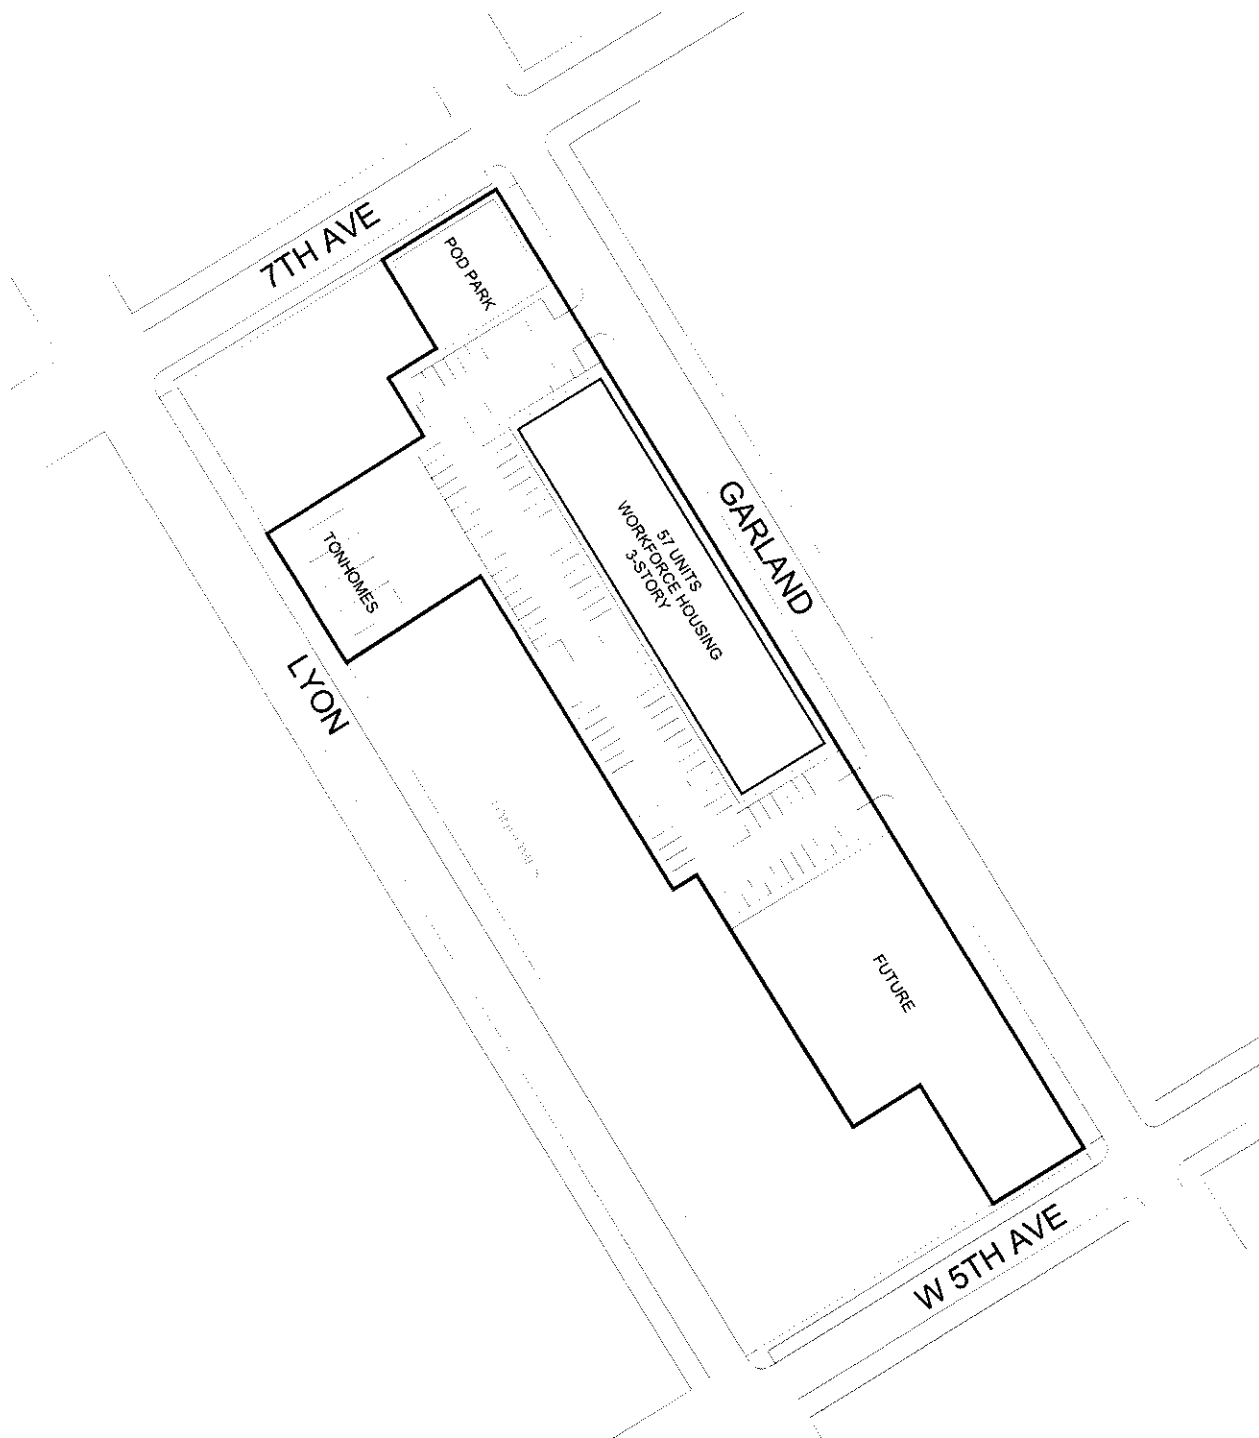 7TH AVE
POD PARK
GARLAND
57 UNITS
WORKFORCE HOUSING
3-STORY
TONHOMES
LYON
FUTURE
W 5TH AVE